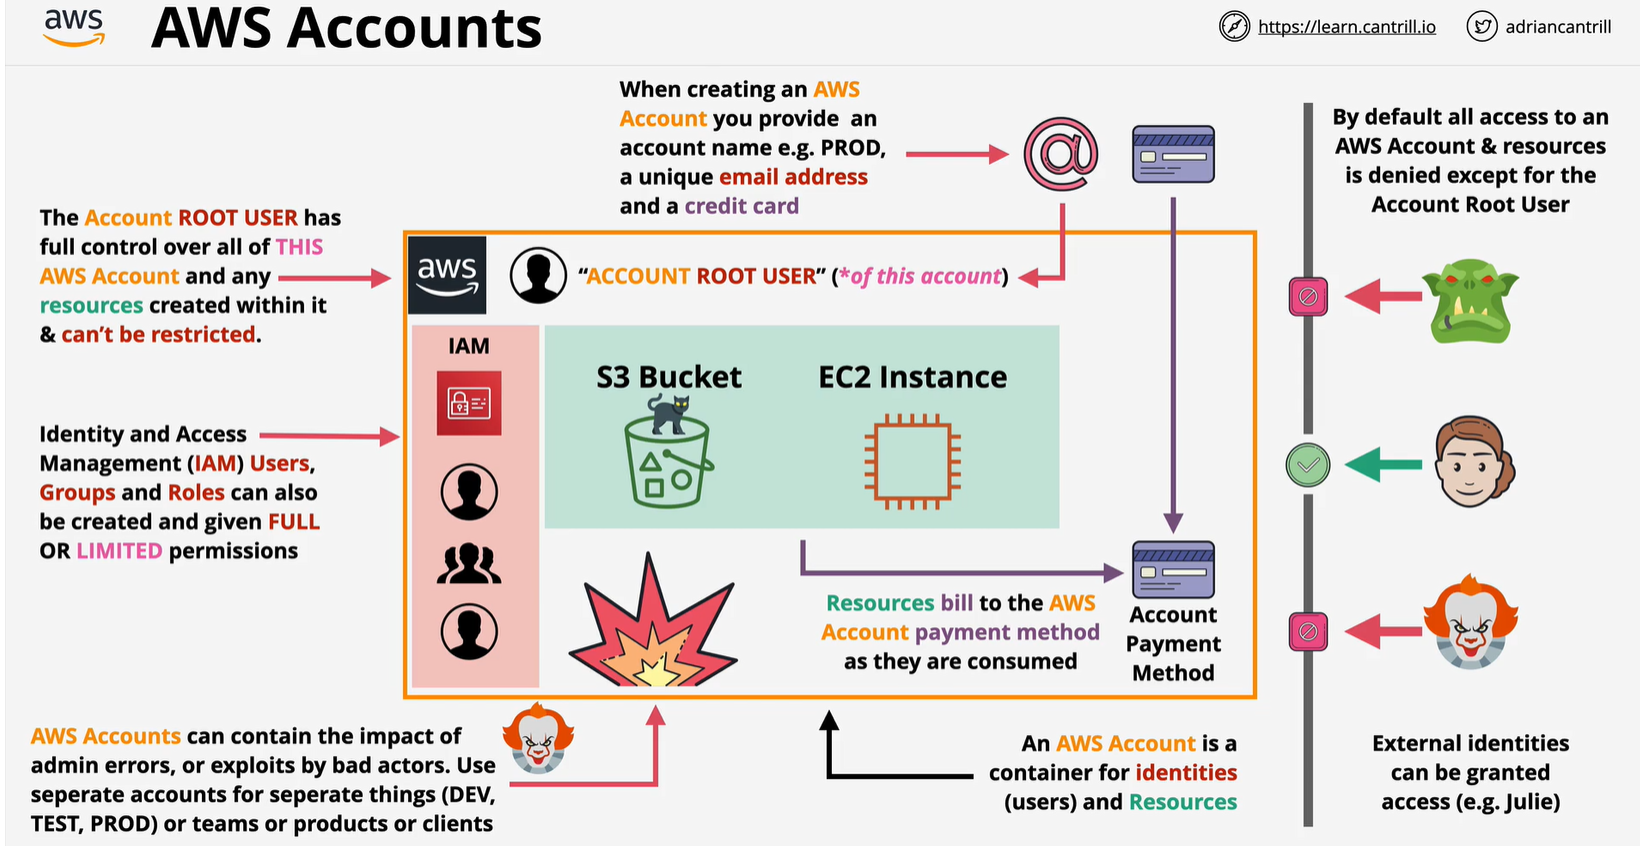 aws
AWS Accounts
https://learn.cantrill.io
adriancantrill
When creating an AWS
Account you provide an
account name e.g. PROD,
a unique email address
and a credit card
By default all access to an
AWS Account & resources
is denied except for the
Account Root User
The Account ROOT USER has
full control over all of THIS
AWS Account and any
resources created within it
& can't be restricted.
aws
“ACCOUNT ROOT USER” (*of this account)
IAM
S3 Bucket
EC2 Instance
Identity and Access
Management (IAM) Users,
Groups and Roles can also
be created and given FULL
OR LIMITED permissions
Resources bill to the AWS
Account payment method
as they are consumed
Account
Payment
Method
AWS Accounts can contain the impact of
admin errors, or exploits by bad actors. Use
seperate accounts for seperate things (DEV,
TEST, PROD) or teams or products or clients
An AWS Account is a
container for identities
(users) and Resources
External identities
can be granted
access (e.g. Julie)